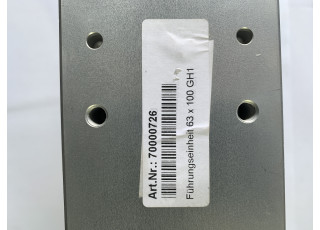 Art.Nr.: 70000726
Führungseinheit 63 x 100 GH1